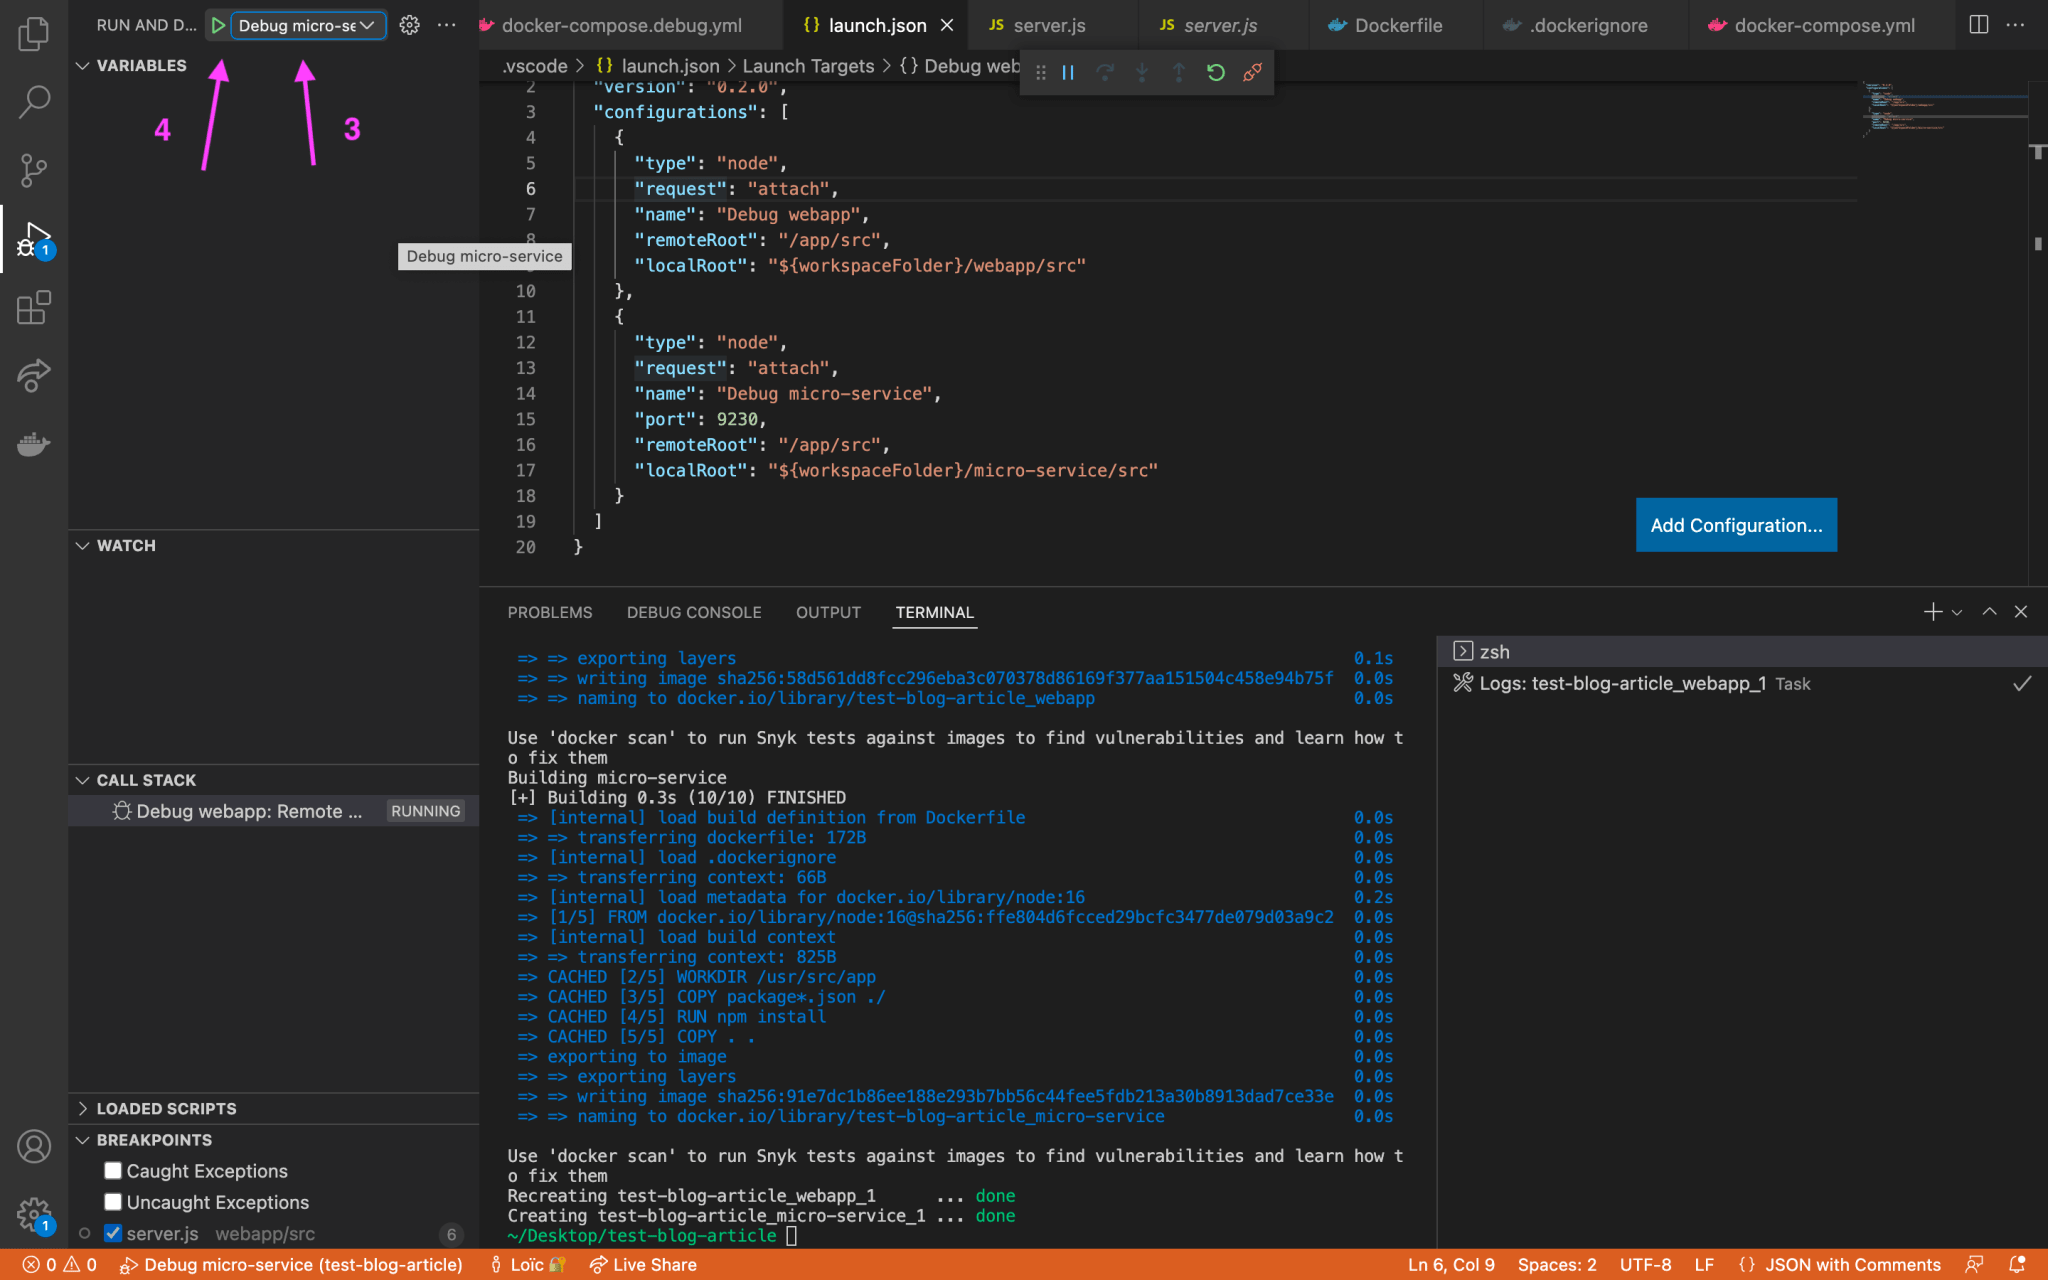 RUN AND D...
Debug micro-se
docker-compose.debug.yml
{} launch.json
JS server.js
JS server.js
Dockerfile
.dockerignore
docker-compose.yml
VARIABLES
4
3
1
Debug micro-service
.vscode > {} launch.json > Launch Targets > {} Debug web
2 "version": "0.2.0",
3 "configurations": [
4 {
5 "type": "node",
6 "request": "attach",
7 "name": "Debug webapp",
8 "remoteRoot": "/app/src",
"localRoot": "${workspaceFolder}/webapp/src"
10 },
11 {
12 "type": "node",
13 "request": "attach",
14 "name": "Debug micro-service",
15 "port": 9230,
16 "remoteRoot": "/app/src",
17 "localRoot": "${workspaceFolder}/micro-service/src"
18 }
19 ]
20 }
Add Configuration...
WATCH
CALL STACK
Debug webapp: Remote ... RUNNING
LOADED SCRIPTS
BREAKPOINTS
Caught Exceptions
Uncaught Exceptions
server.js webapp/src 6
1
PROBLEMS DEBUG CONSOLE OUTPUT TERMINAL
=> => exporting layers 0.1s
=> => writing image sha256:58d561dd8fcc296eba3c070378d86169f377aa151504c458e94b75f 0.0s
=> => naming to docker.io/library/test-blog-article_webapp 0.0s
Use 'docker scan' to run Snyk tests against images to find vulnerabilities and learn how t
o fix them
Building micro-service
[+] Building 0.3s (10/10) FINISHED
=> [internal] load build definition from Dockerfile 0.0s
=> => transferring dockerfile: 172B 0.0s
=> [internal] load .dockerignore 0.0s
=> => transferring context: 66B 0.0s
=> [internal] load metadata for docker.io/library/node:16 0.2s
=> [1/5] FROM docker.io/library/node:16@sha256:ffe804d6fcced29bcfc3477de079d03a9c2 0.0s
=> [internal] load build context 0.0s
=> => transferring context: 825B 0.0s
=> CACHED [2/5] WORKDIR /usr/src/app 0.0s
=> CACHED [3/5] COPY package*.json ./ 0.0s
=> CACHED [4/5] RUN npm install 0.0s
=> CACHED [5/5] COPY . . 0.0s
=> exporting to image 0.0s
=> => exporting layers 0.0s
=> => writing image sha256:91e7dc1b86ee188e293b7bb56c44fee5fdb213a30b8913dad7ce33e 0.0s
=> => naming to docker.io/library/test-blog-article_micro-service 0.0s
Use 'docker scan' to run Snyk tests against images to find vulnerabilities and learn how t
o fix them
Recreating test-blog-article_webapp_1 ... done
Creating test-blog-article_micro-service_1 ... done
~/Desktop/test-blog-article
zsh
Logs: test-blog-article_webapp_1 Task
0 0 Debug micro-service (test-blog-article) Loïc Live Share Ln 6, Col 9 Spaces: 2 UTF-8 LF {} JSON with Comments